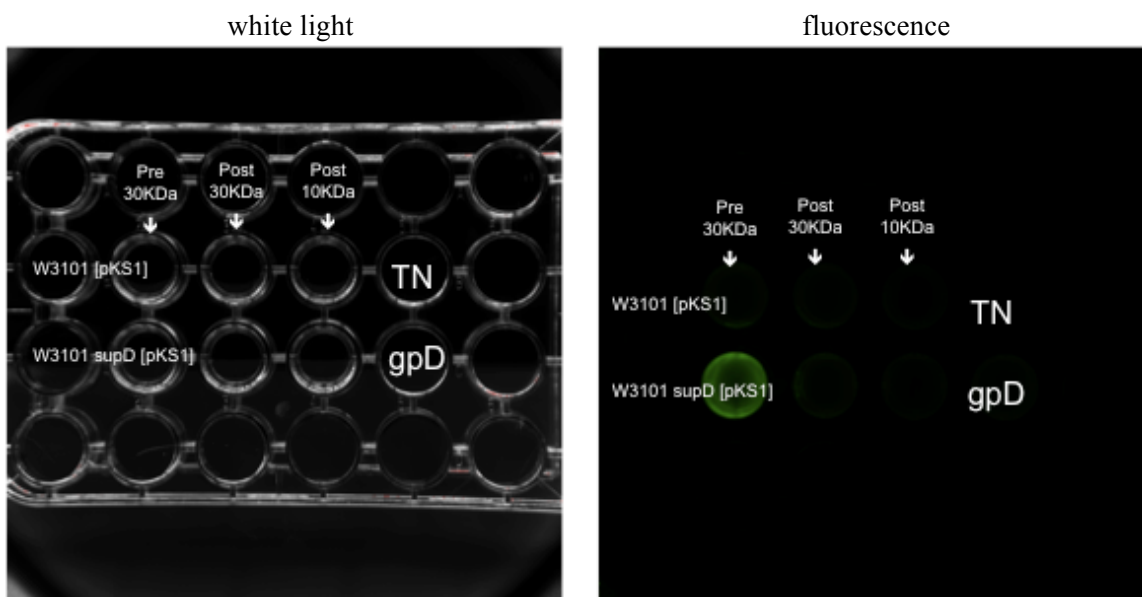 white light
Pre
30KDa
Post
30KDa
Post
10KDa
W3101 [pKS1]
TN
W3101 supD [pKS1]
gpD
fluorescence
Pre
30KDa
Post
30KDa
Post
10KDa
W3101 [pKS1]
TN
W3101 supD [pKS1]
gpD